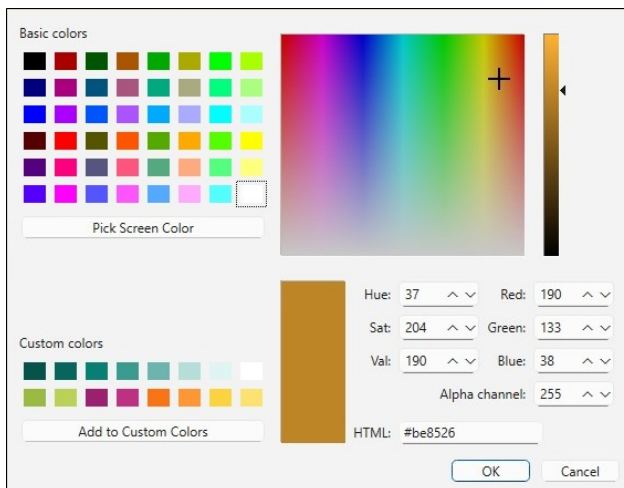 Basic colors
Pick Screen Color
Custom colors
Add to Custom Colors
Hue: 37 Red: 190
Sat: 204 Green: 133
Val: 190 Blue: 38
Alpha channel: 255
HTML: #be8526
OK Cancel